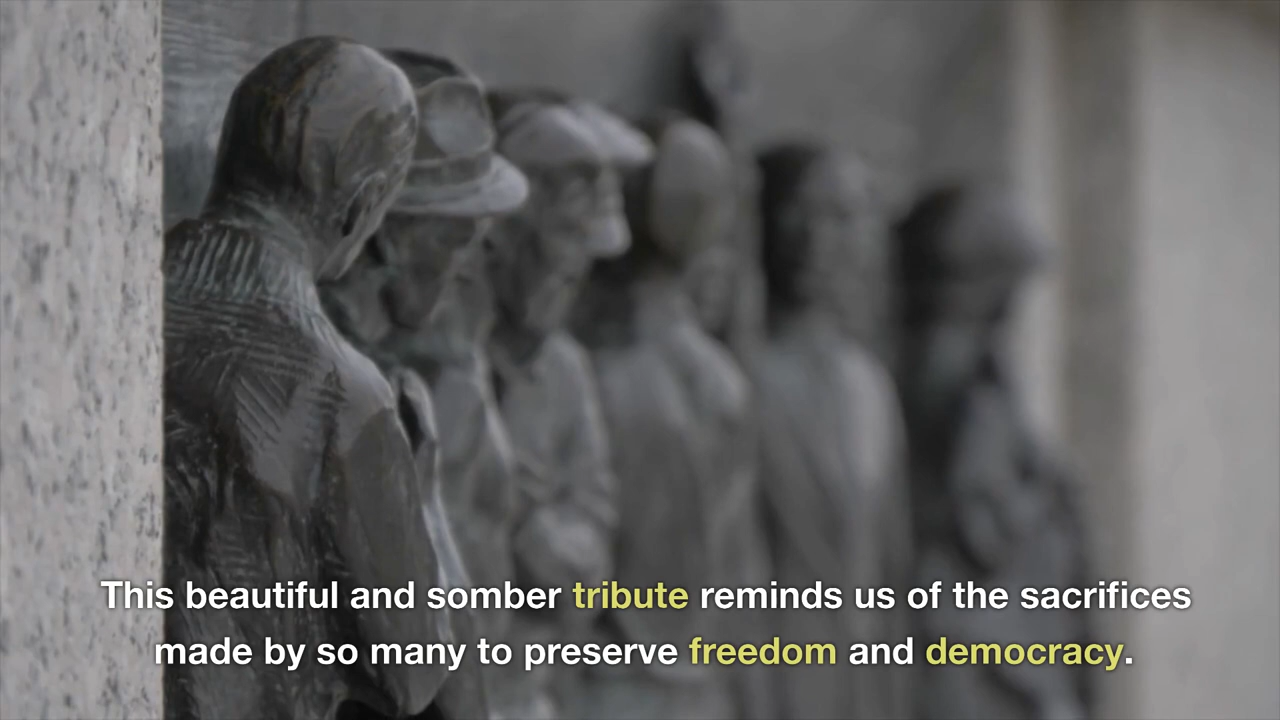 This beautiful and somber tribute reminds us of the sacrifices
made by so many to preserve freedom and democracy.